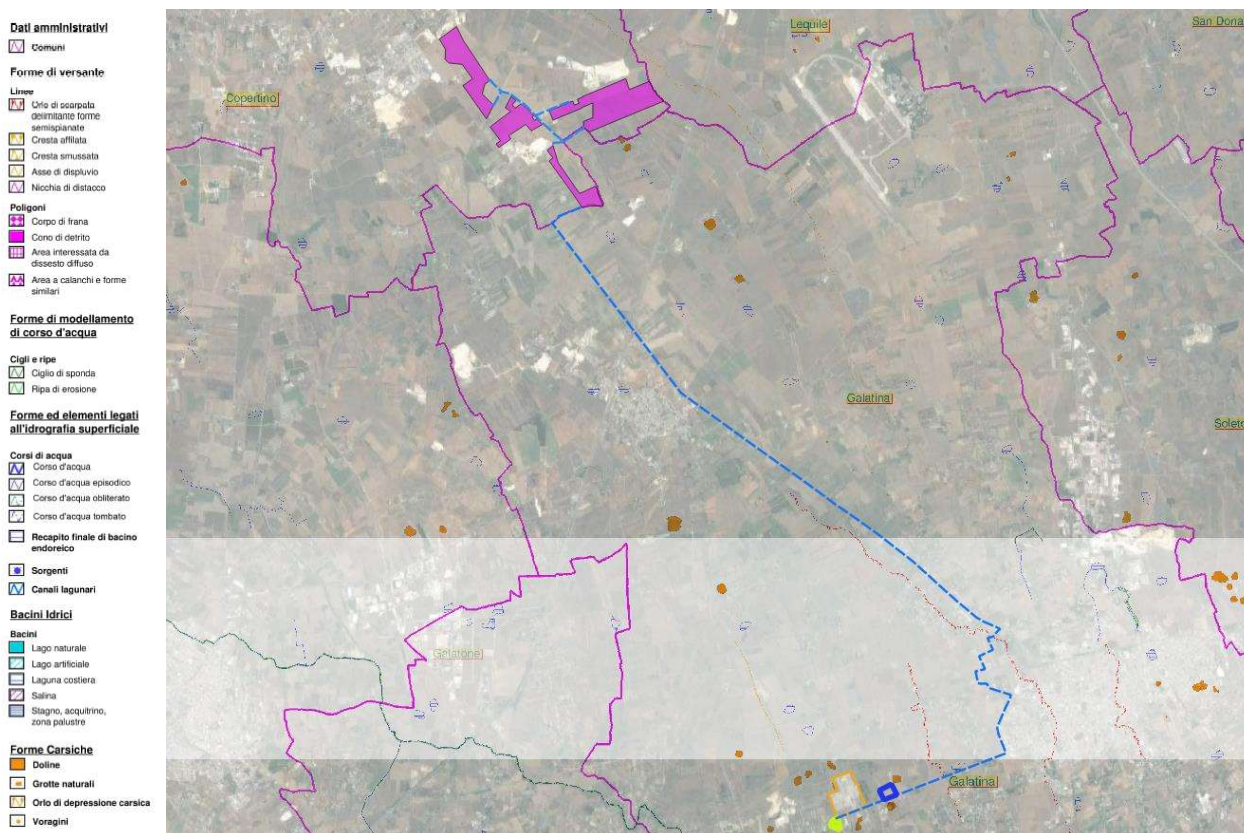 Dati amministrativi
Comuni
Forme di versante
Linee
Orlo di scarpata
delimitante forme
semispianate
Cresta affilata
Cresta smussata
Asse di displuvio
Nicchia di distacco
Poligoni
Corpo di frana
Cono di detrito
Area interessata da
dissesto diffuso
Area a calanchi e forme
similari
Forme di modellamento
di corso d'acqua
Cigli e ripe
Ciglio di sponda
Ripa di erosione
Forme ed elementi legati
all'idrografia superficiale
Corsi di acqua
Corso d'acqua
Corso d'acqua episodico
Corso d'acqua obliterato
Corso d'acqua tombato
Recapito finale di bacino
endoreico
Sorgenti
Canali lagunari
Bacini Idrici
Bacini
Lago naturale
Lago artificiale
Laguna costiera
Salina
Stagno, acquitrino,
zona palustre
Forme Carsiche
Doline
Grotte naturali
Orlo di depressione carsica
Voragini
Lequile
San Dona
Copertino
Galatina
Soleto
Galatone
Galatina